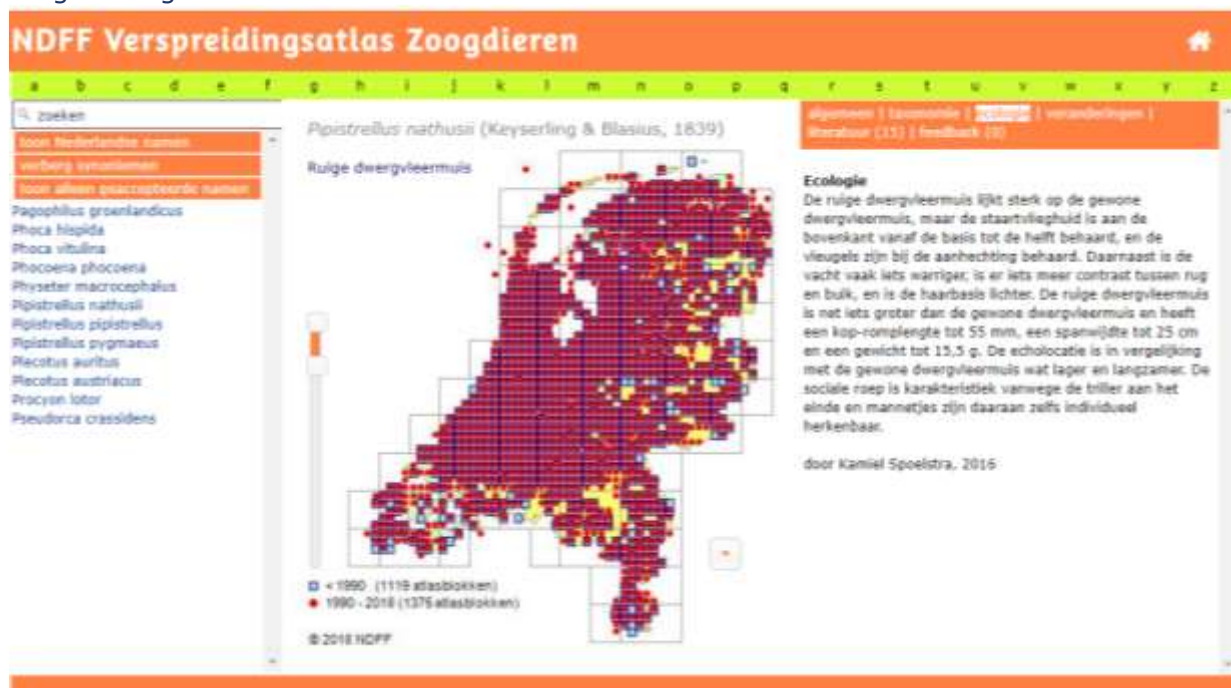 NDFF Verspreidingsatlas Zoogdieren
a b c d e f g h i j k l m n o p q r s t u v w x y z
zoeken
toon Nederlandse namen
verberg synoniemen
toon alleen geaccepteerde namen
Pagophilus groenlandicus
Phoca hispida
Phoca vitulina
Phocoena phocoena
Physeter macrocephalus
Pipistrellus nathusii
Pipistrellus pipistrellus
Pipistrellus pygmaeus
Plecotus auritus
Plecotus austriacus
Procyon lotor
Pseudorca crassidens
Pipistrellus nathusii (Keyserling & Blasius, 1839)
Ruige dwergvleermuis
< 1990 (1119 atlasblokken)
1990 - 2018 (1376 atlasblokken)
© 2018 NDFF
algemeen | taxonomie | ecologie | veranderingen |
literatuur (15) | feedback (0)
Ecologie
De ruige dwergvleermuis lijkt sterk op de gewone
dwergvleermuis, maar de staartvlieghuid is aan de
bovenkant vanaf de basis tot de helft behaard, en de
vleugels zijn bij de aanhechting behaard. Daarnaast is de
vacht vaak iets warriger, is er iets meer contrast tussen rug
en buik, en is de haarbasis lichter. De ruige dwergvleermuis
is net iets groter dan de gewone dwergvleermuis en heeft
een kop-romplengte tot 55 mm, een spanwijdte tot 25 cm
en een gewicht tot 15,5 g. De echolocatie is in vergelijking
met de gewone dwergvleermuis wat lager en langzamer. De
sociale roep is karakteristiek vanwege de triller aan het
einde en mannetjes zijn daaraan zelfs individueel
herkenbaar.
door Kamiel Spoelstra, 2016